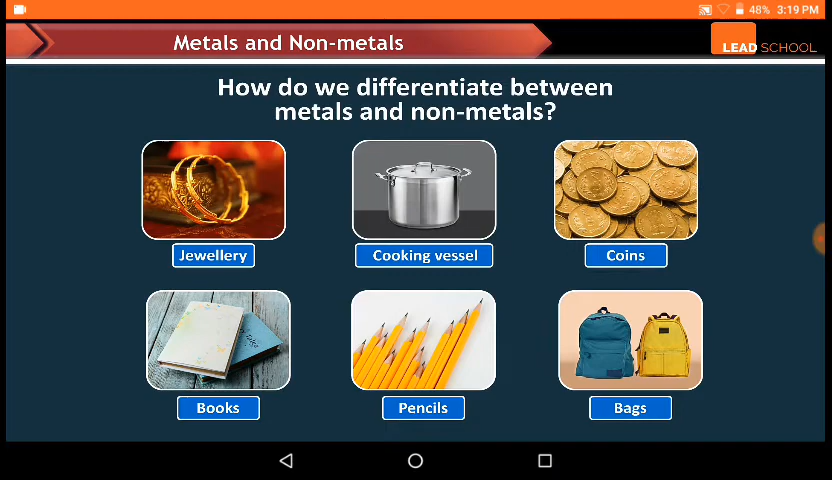 48% 3:19 PM
Metals and Non-metals
LEAD SCHOOL
How do we differentiate between
metals and non-metals?
Jewellery
Cooking vessel
Coins
Books
Pencils
Bags